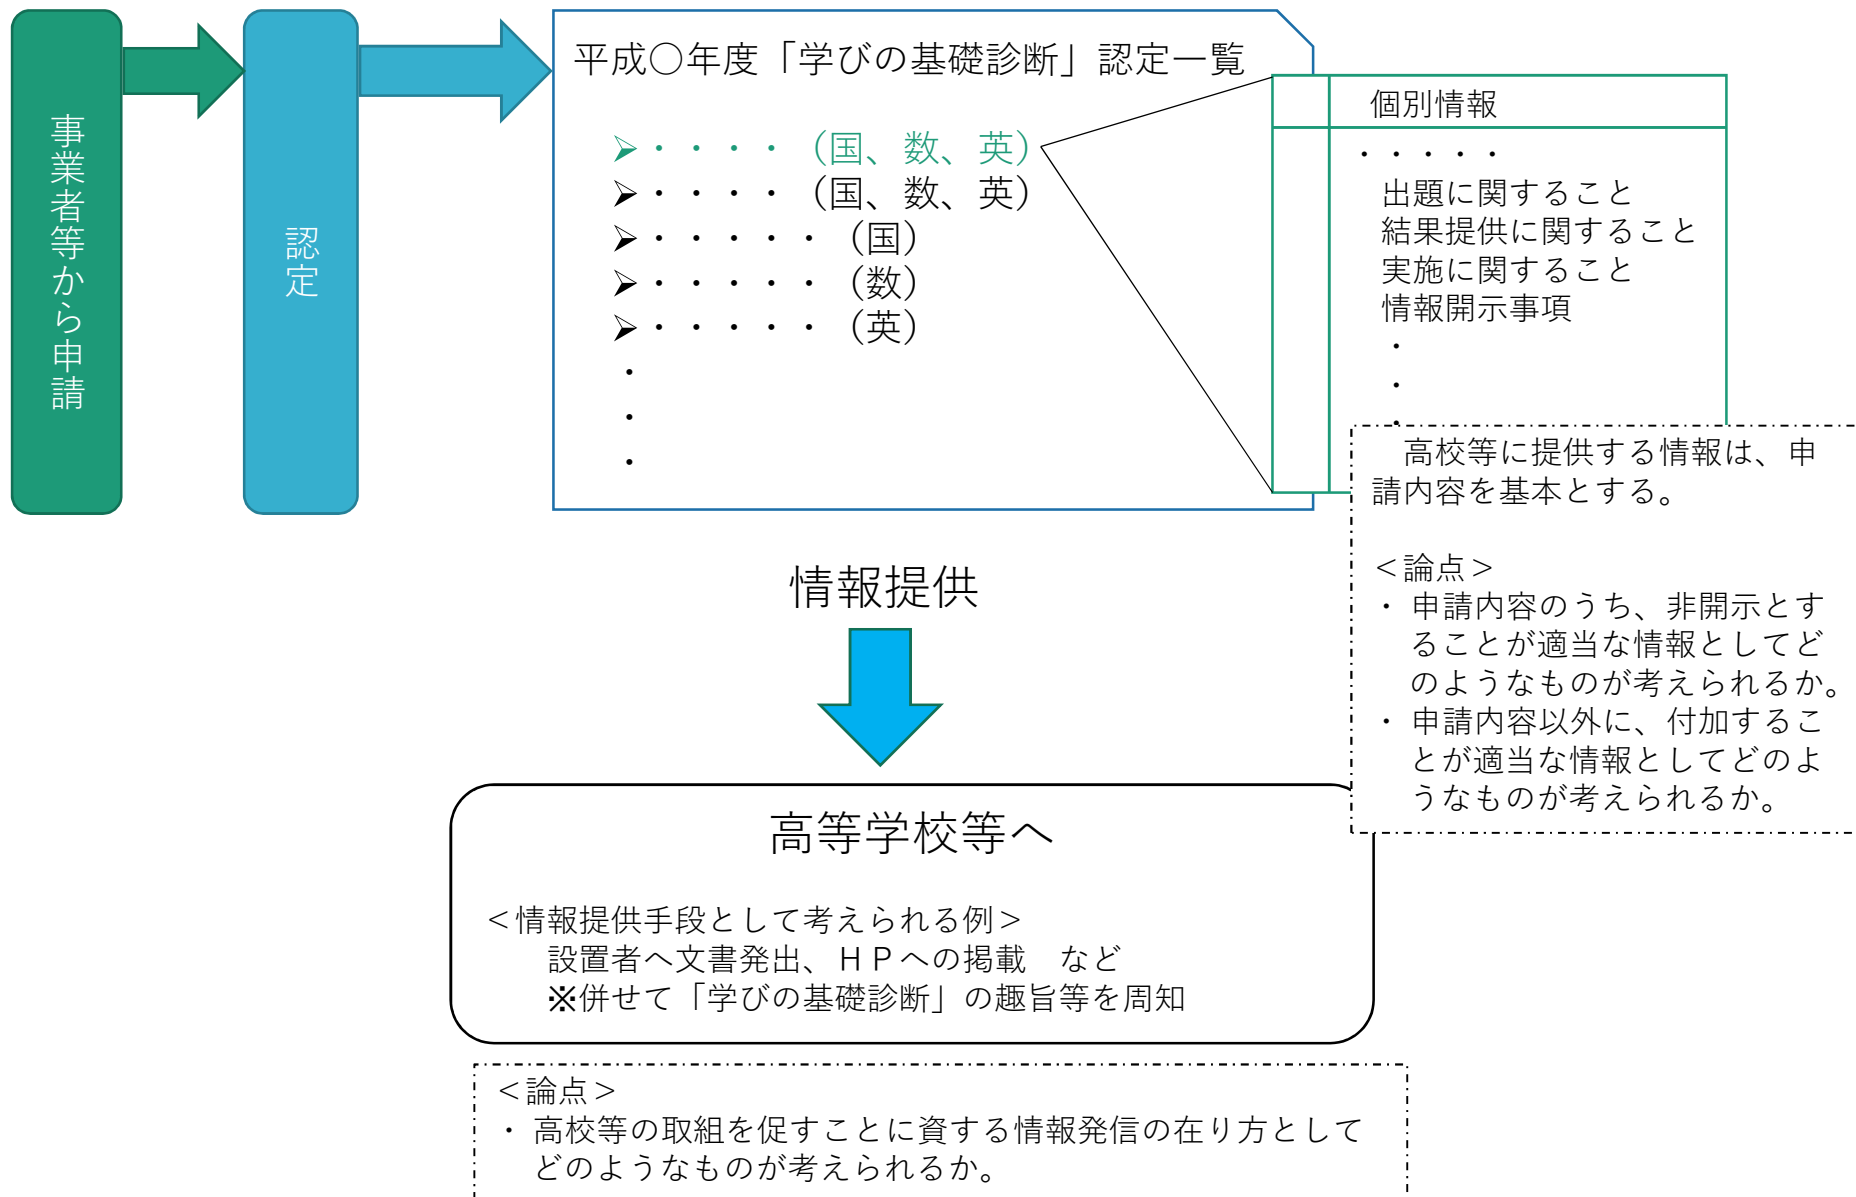 事業者等から申請
認定
平成○年度「学びの基礎診断」認定一覧
➢・・・・（国、数、英）
➢・・・・（国、数、英）
➢・・・・・（国）
➢・・・・・（数）
➢・・・・・（英）
・
・
・
個別情報
・・・・・
出題に関すること
結果提供に関すること
実施に関すること
情報開示事項
・
・
・
高校等に提供する情報は、申
請内容を基本とする。
＜論点＞
・ 申請内容のうち、非開示とす
ることが適当な情報としてど
のようなものが考えられるか。
・ 申請内容以外に、付加するこ
とが適当な情報としてどのよ
うなものが考えられるか。
情報提供
高等学校等へ
＜情報提供手段として考えられる例＞
設置者へ文書発出、ＨＰへの掲載　など
※併せて「学びの基礎診断」の趣旨等を周知
＜論点＞
・ 高校等の取組を促すことに資する情報発信の在り方として
どのようなものが考えられるか。